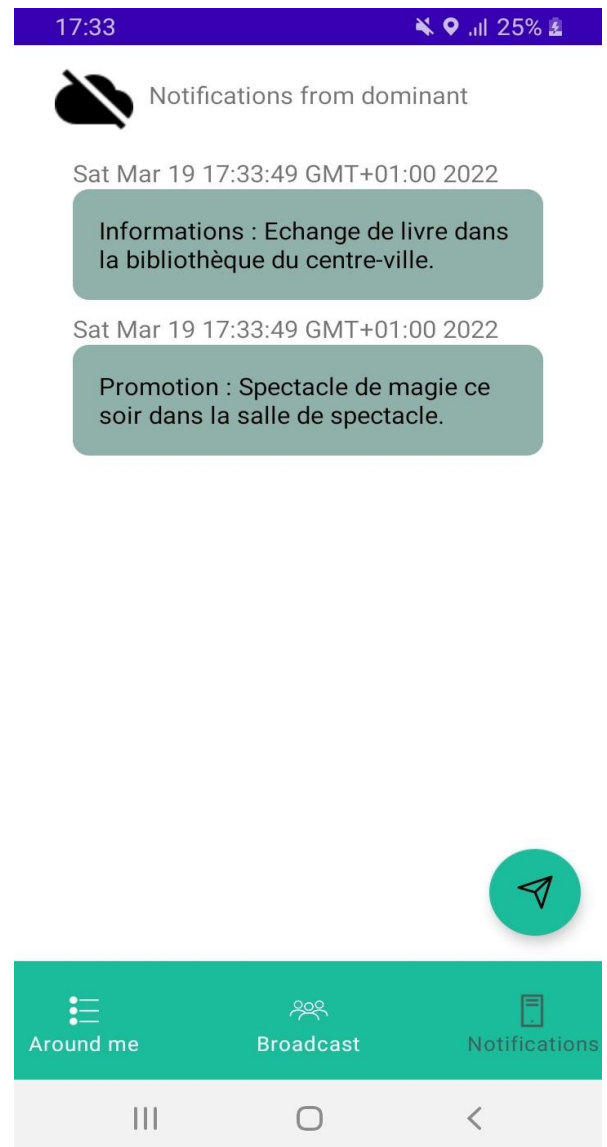 17:33 25%
Notifications from dominant
Sat Mar 19 17:33:49 GMT+01:00 2022
Informations : Echange de livre dans
la bibliothèque du centre-ville.
Sat Mar 19 17:33:49 GMT+01:00 2022
Promotion : Spectacle de magie ce
soir dans la salle de spectacle.
Around me Broadcast Notifications